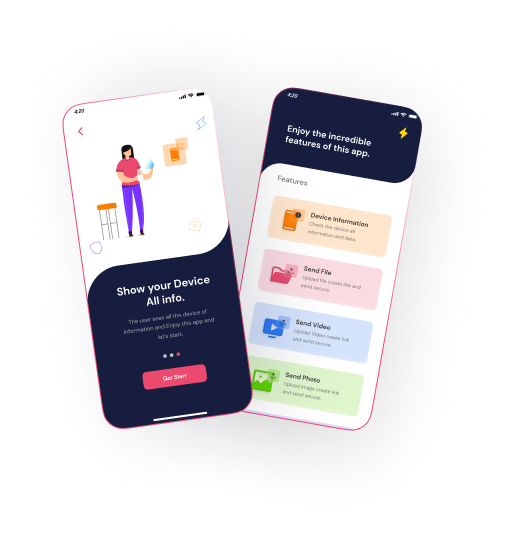 4:20
Show your Device
All info.
The user sees all the device of
information and Enjoy this app and
let's start.
Get Start
4:20
Enjoy the incredible
features of this app.
Features
Device Information
Check the device all
information and data.
Send File
Upload file create link and
send secure.
Send Video
Upload Video create link
and send secure.
Send Photo
Upload image create link
and send secure.